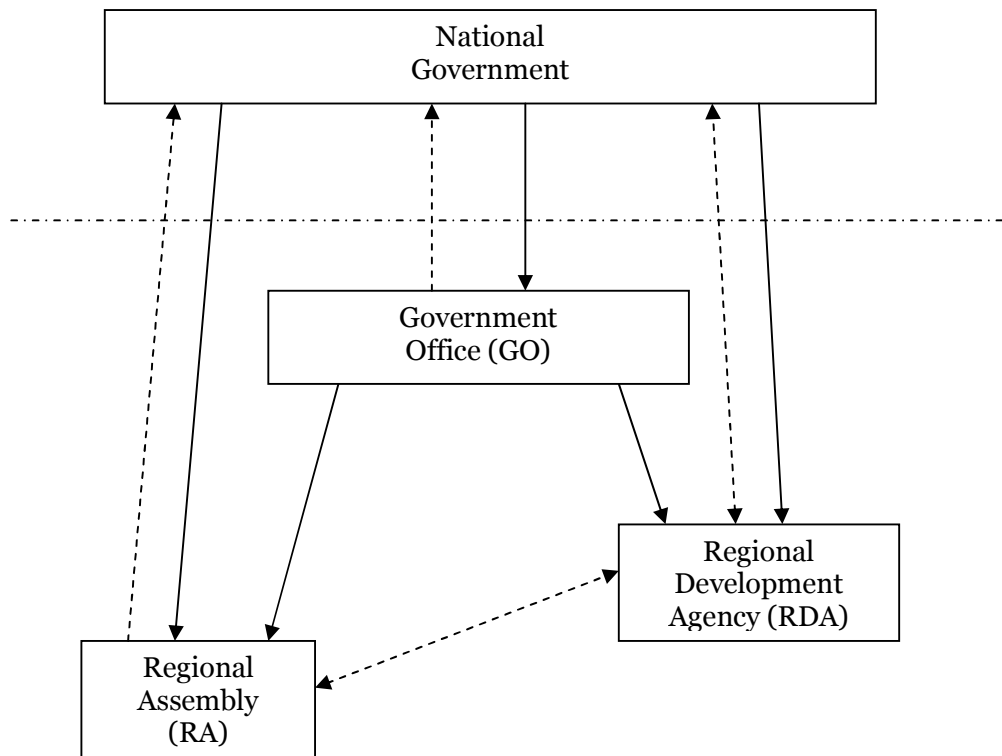 National
Government
Government
Office (GO)
Regional
Development
Agency (RDA)
Regional
Assembly
(RA)